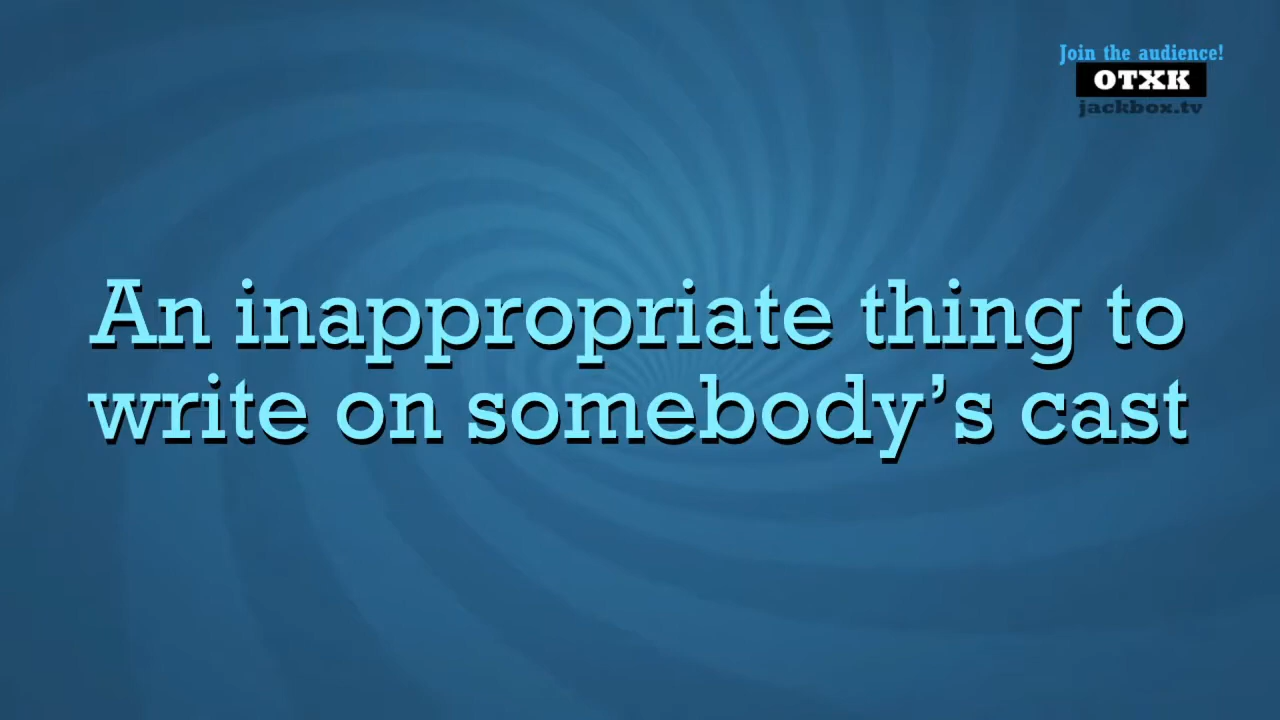 Join the audience!
OTXK
jackbox.tv
An inappropriate thing to
write on somebody’s cast